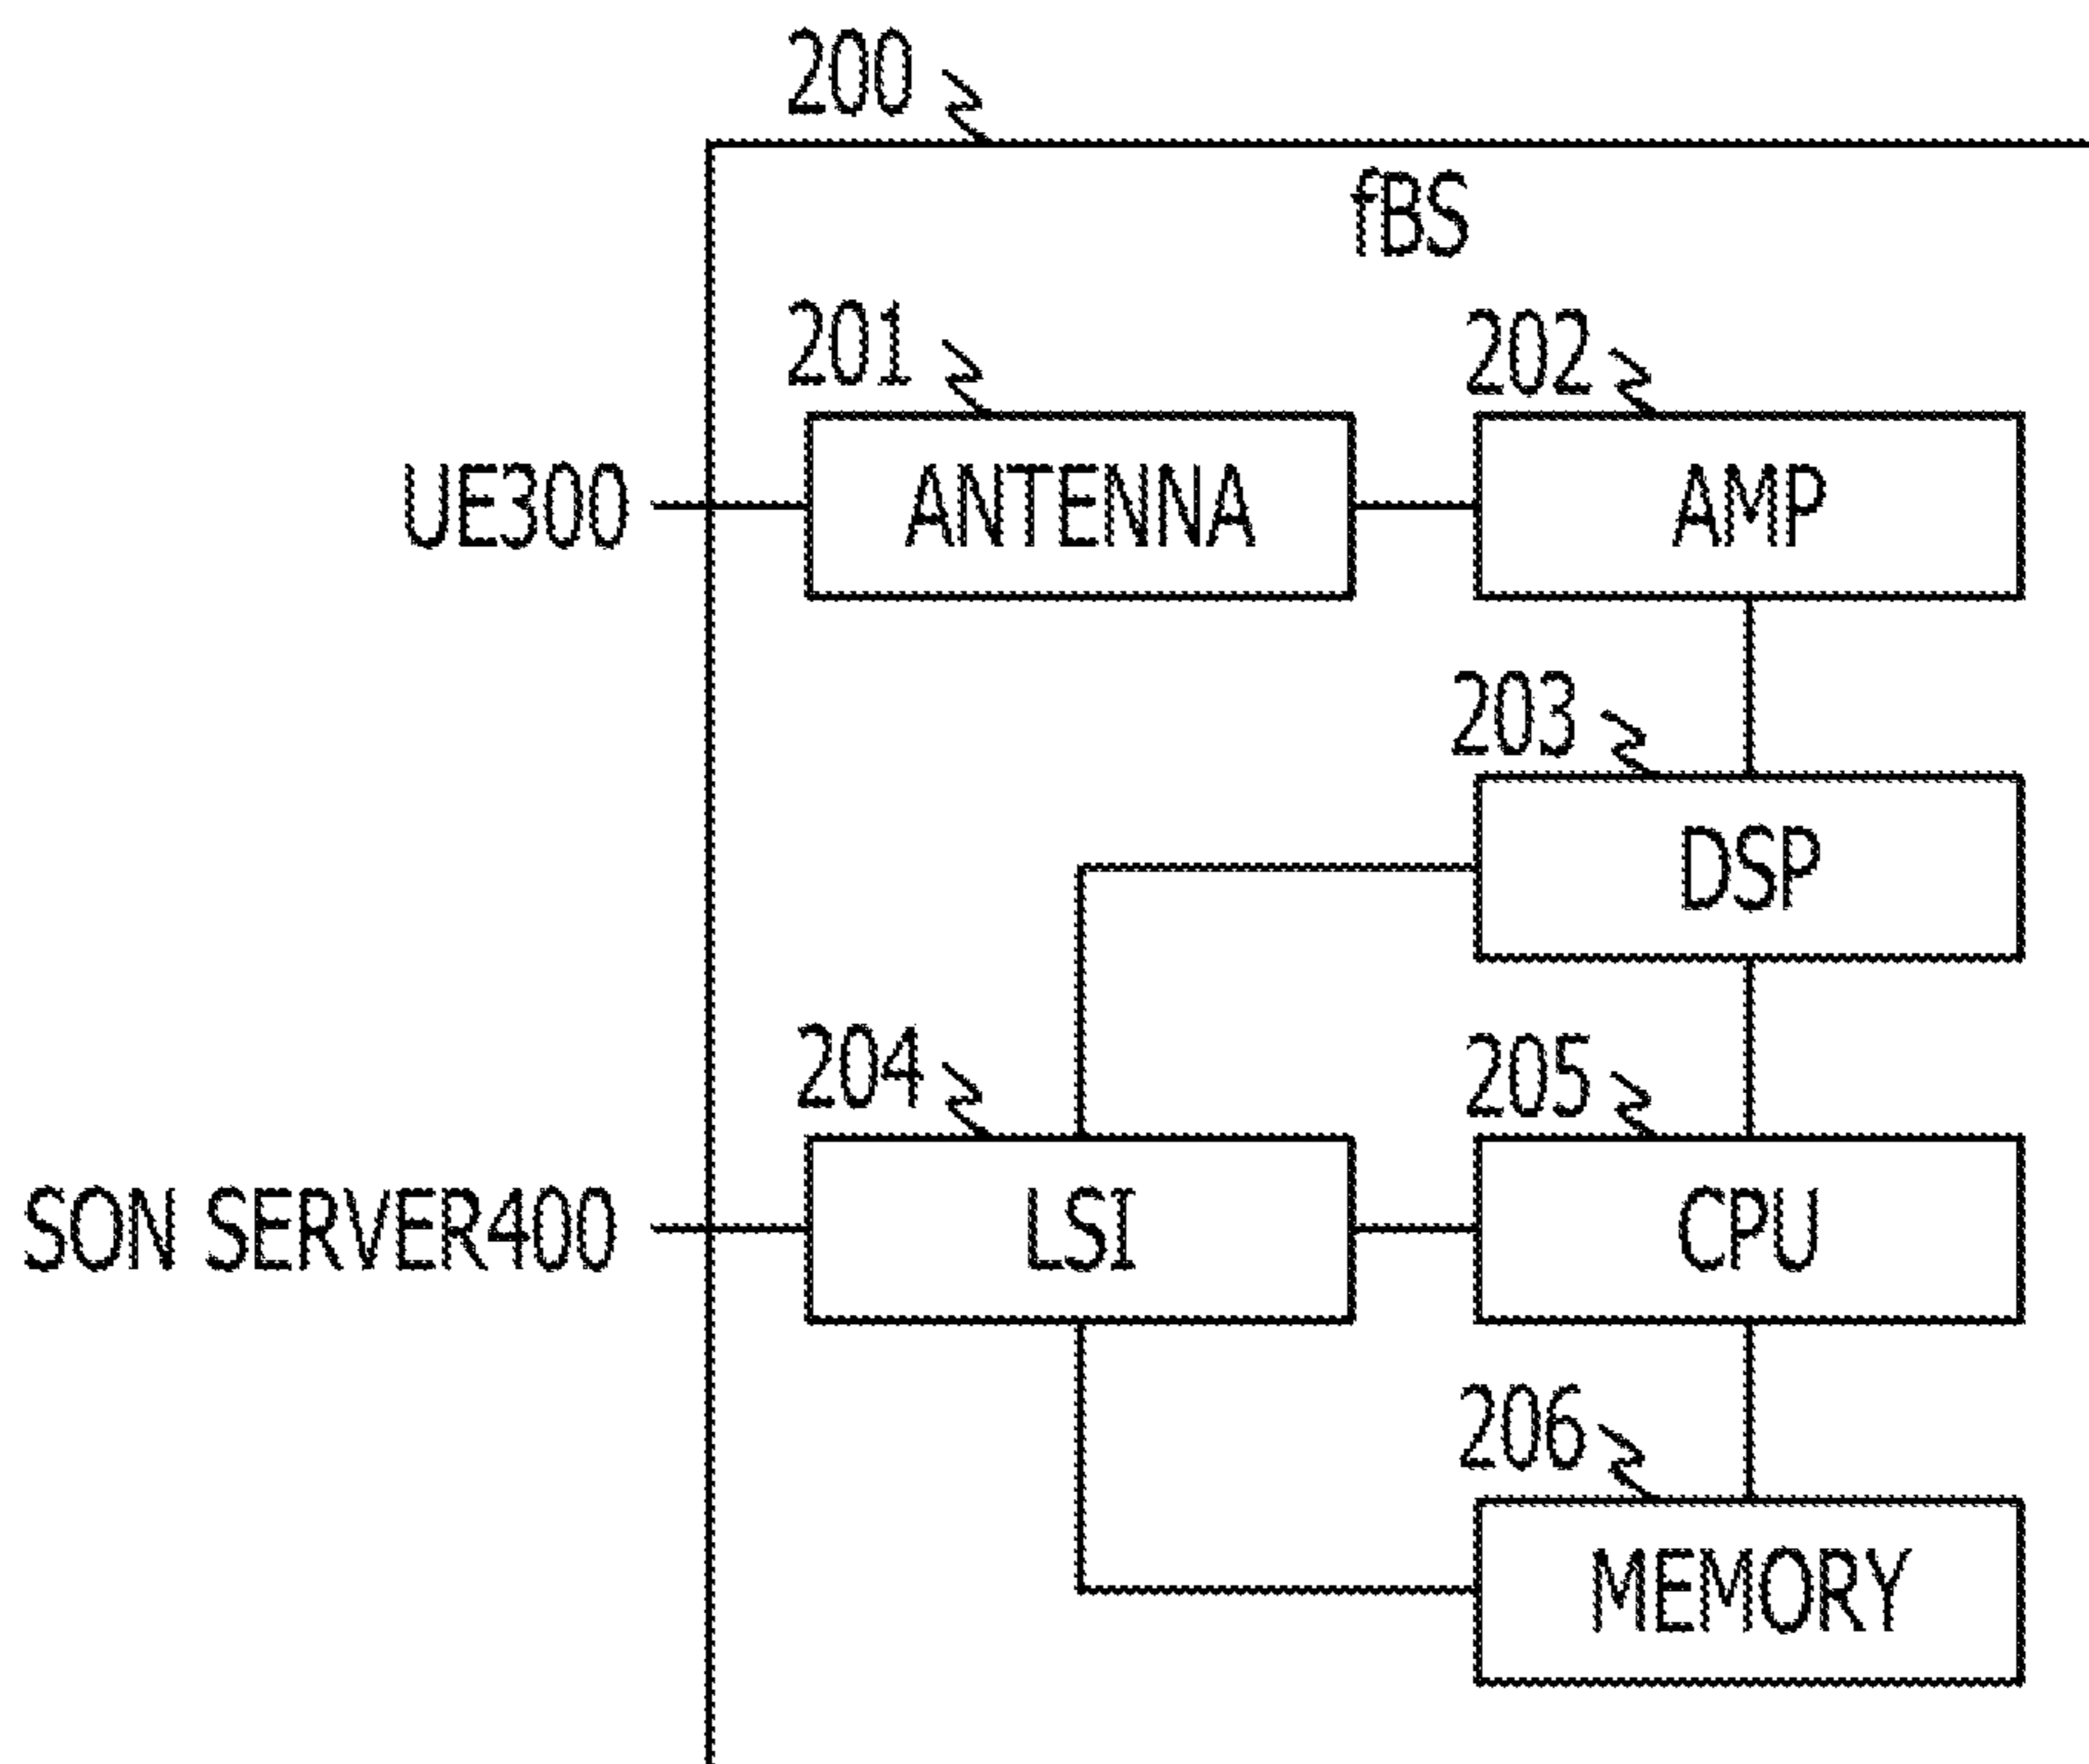 200
fBS
201
202
UE300
ANTENNA
AMP
203
DSP
204
205
SON SERVER400
LSI
CPU
206
MEMORY